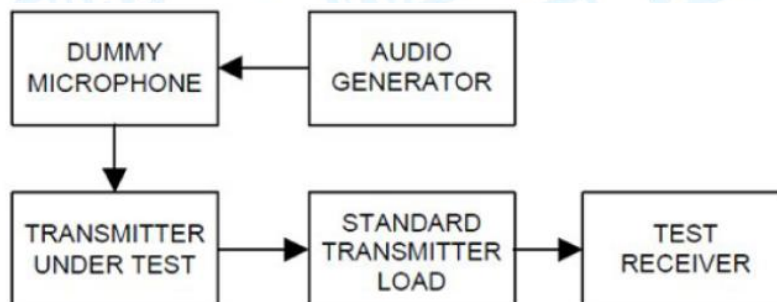 DUMMY
MICROPHONE
AUDIO
GENERATOR
TRANSMITTER
UNDER TEST
STANDARD
TRANSMITTER
LOAD
TEST
RECEIVER